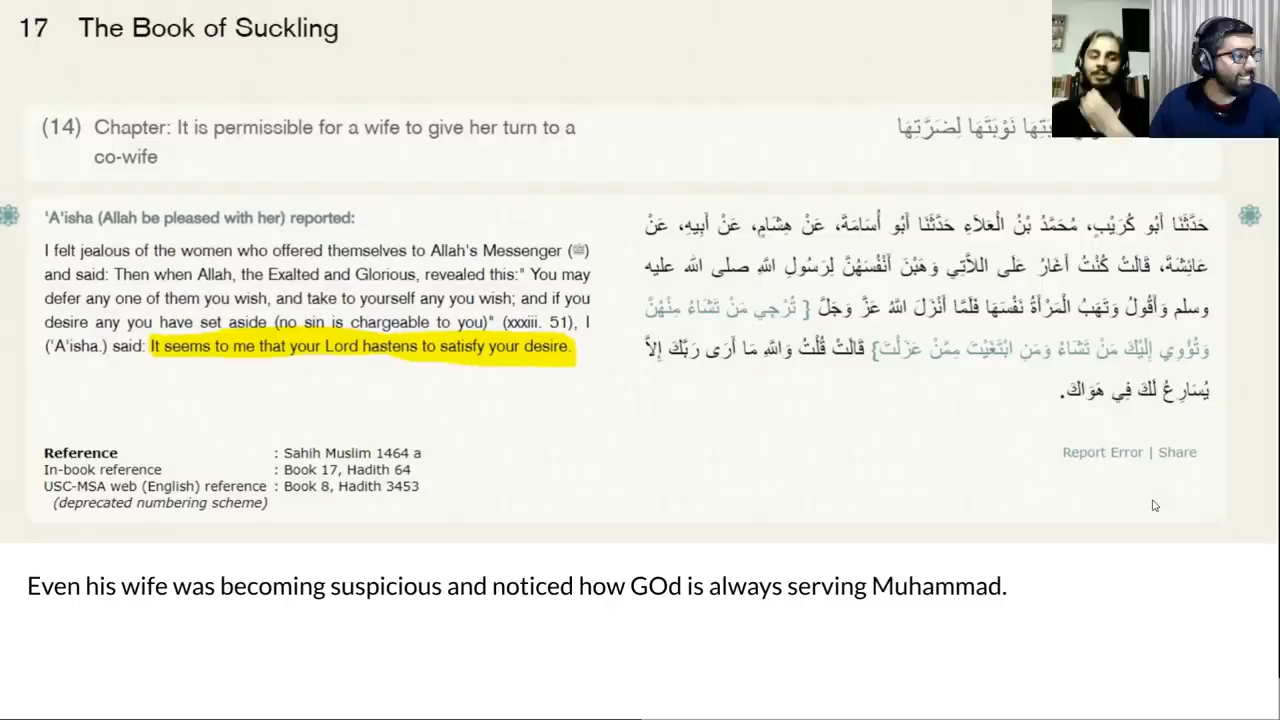 17 The Book of Suckling
(14) Chapter: It is permissible for a wife to give her turn to a
co-wife
نَوْبَتَهَا لِضَرَّتِهَا
'A'isha (Allah be pleased with her) reported:
I felt jealous of the women who offered themselves to Allah's Messenger (ﷺ)
and said: Then when Allah, the Exalted and Glorious, revealed this:" You may
defer any one of them you wish, and take to yourself any you wish; and if you
desire any you have set aside (no sin is chargeable to you)" (xxxiii. 51), I
('A'isha.) said: It seems to me that your Lord hastens to satisfy your desire.
حَدَّثَنَا أَبُو كُرَيْبٍ، مُحَمَّدُ بْنُ الْعَلاَءِ حَدَّثَنَا أَبُو أُسَامَةَ، عَنْ هِشَامٍ، عَنْ أَبِيهِ، عَنْ
عَائِشَةَ، قَالَتْ كُنْتُ أَغَارُ عَلَى اللاَّتِي وَهَبْنَ أَنْفُسَهُنَّ لِرَسُولِ اللَّهِ صلى الله عليه
وسلم وَأَقُولُ وَتَهَبُ الْمَرْأَةُ نَفْسَهَا فَلَمَّا أَنْزَلَ اللَّهُ عَزَّ وَجَلَّ { تُرْجِي مَنْ تَشَاءُ مِنْهُنَّ
وَتُؤْوِي إِلَيْكَ مَنْ تَشَاءُ وَمَنِ ابْتَغَيْتَ مِمَّنْ عَزَلْتَ} قَالَتْ قُلْتُ وَاللَّهِ مَا أَرَى رَبَّكَ إِلاَّ
يُسَارِعُ لَكَ فِي هَوَاكَ.
Reference : Sahih Muslim 1464 a
In-book reference : Book 17, Hadith 64
USC-MSA web (English) reference : Book 8, Hadith 3453
(deprecated numbering scheme)
Report Error | Share
Even his wife was becoming suspicious and noticed how GOd is always serving Muhammad.